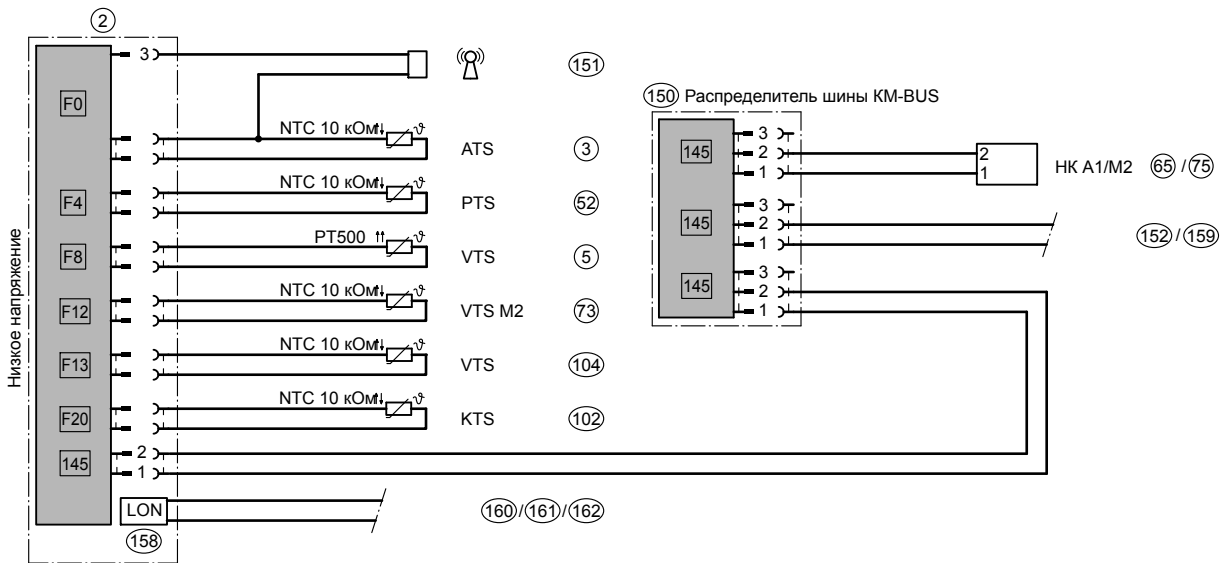 2
Низкое напряжение
F0
3
151
NTC 10 кОм ϑ
ATS
3
F4
NTC 10 кОм ϑ
PTS
52
F8
PT500 ϑ
VTS
5
F12
NTC 10 кОм ϑ
VTS M2
73
F13
NTC 10 кОм ϑ
VTS
104
F20
NTC 10 кОм ϑ
KTS
102
145
2
1
LON
158
160/161/162
150 Распределитель шины KM-BUS
145
3
2
1
2
1
НК А1/М2 65 / 75
145
3
2
1
152 / 159
145
3
2
1